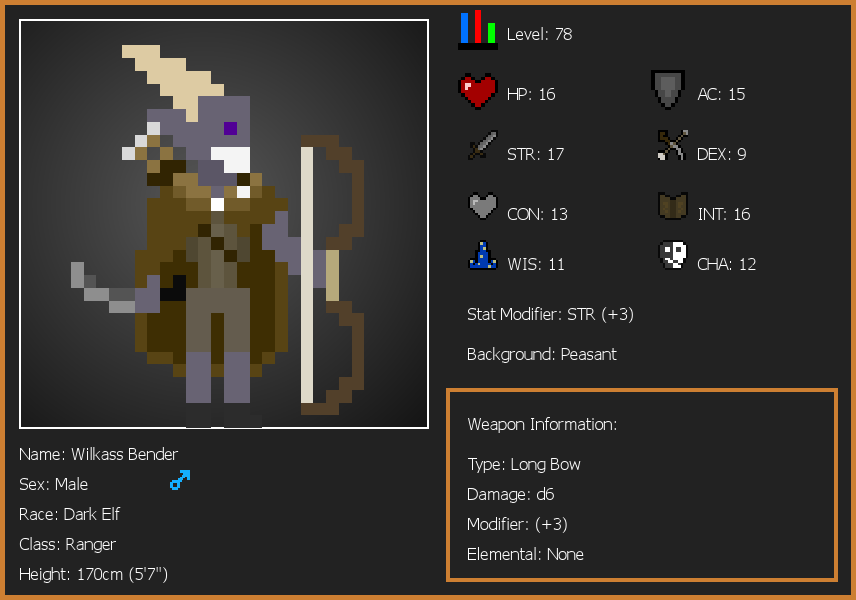 Level: 78
HP: 16
AC: 15
STR: 17
DEX: 9
CON: 13
INT: 16
WIS: 11
CHA: 12
Stat Modifier: STR (+3)
Background: Peasant
Weapon Information:
Type: Long Bow
Damage: d6
Modifier: (+3)
Elemental: None
Name: Wilkass Bender
Sex: Male
Race: Dark Elf
Class: Ranger
Height: 170cm (5'7")